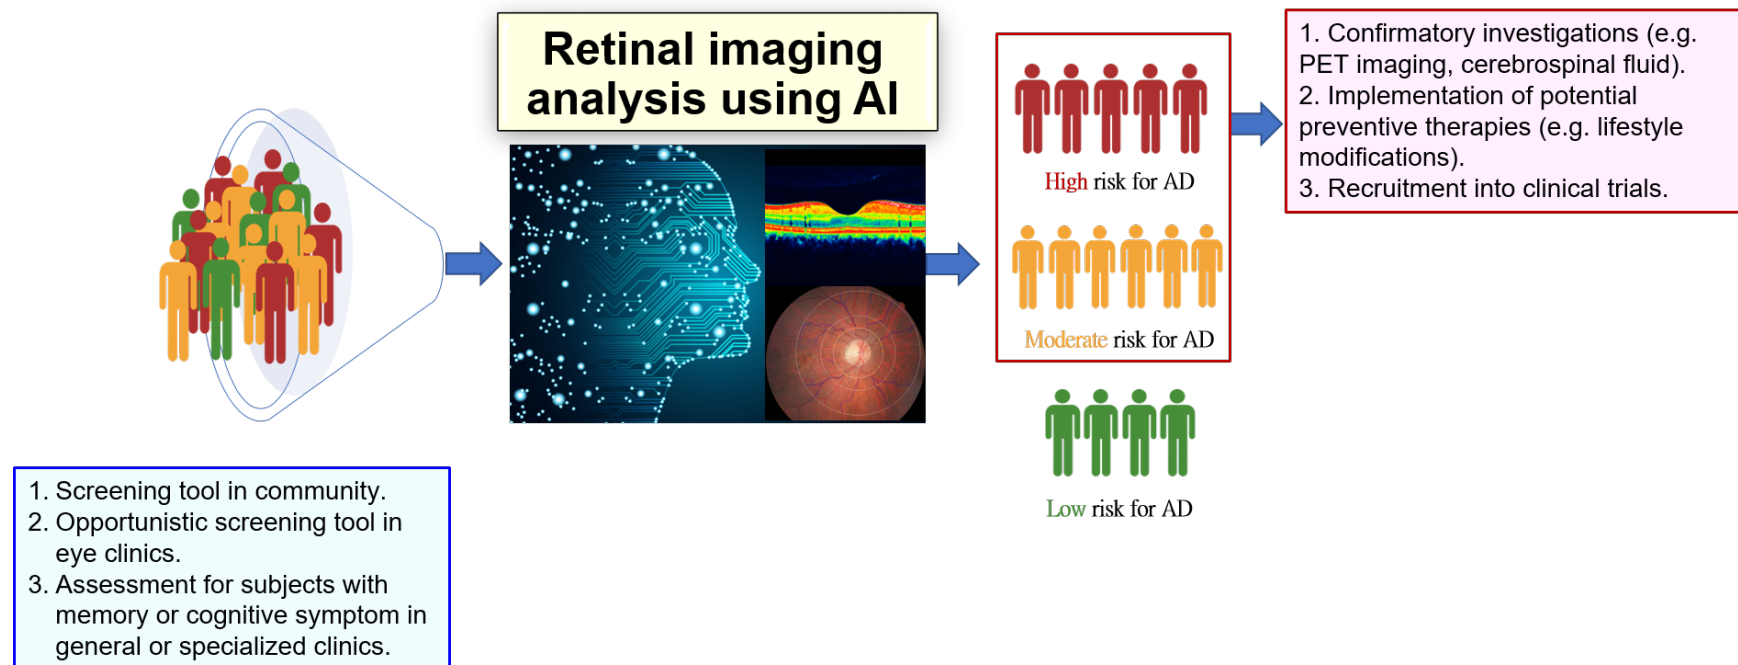 Retinal imaging
analysis using AI
High risk for AD
Moderate risk for AD
Low risk for AD
1. Confirmatory investigations (e.g.
PET imaging, cerebrospinal fluid).
2. Implementation of potential
preventive therapies (e.g. lifestyle
modifications).
3. Recruitment into clinical trials.
1. Screening tool in community.
2. Opportunistic screening tool in
eye clinics.
3. Assessment for subjects with
memory or cognitive symptom in
general or specialized clinics.